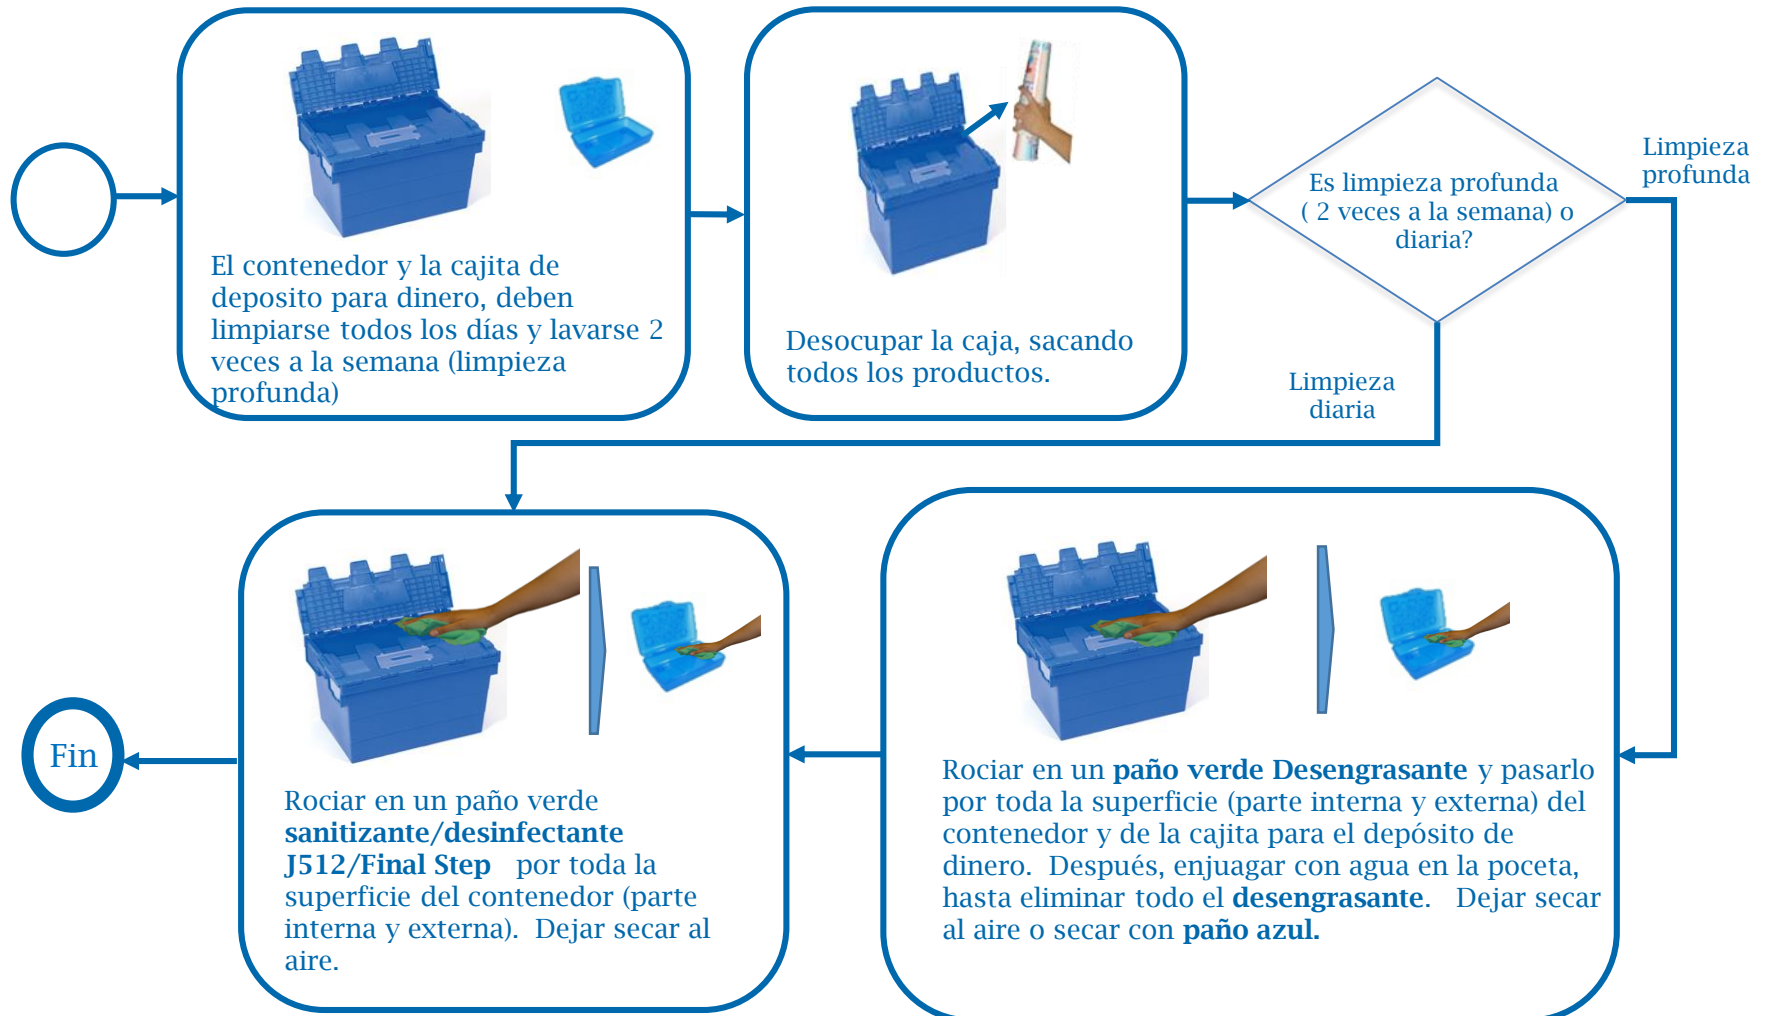 El contenedor y la cajita de
deposito para dinero, deben
limpiarse todos los días y lavarse 2
veces a la semana (limpieza
profunda)
Desocupar la caja, sacando
todos los productos.
Es limpieza profunda
( 2 veces a la semana) o
diaria?
Limpieza
profunda
Limpieza
diaria
Rociar en un paño verde Desengrasante y pasarlo
por toda la superficie (parte interna y externa) del
contenedor y de la cajita para el depósito de
dinero. Después, enjuagar con agua en la poceta,
hasta eliminar todo el desengrasante. Dejar secar
al aire o secar con paño azul.
Rociar en un paño verde
sanitizante/desinfectante
J512/Final Step por toda la
superficie del contenedor (parte
interna y externa). Dejar secar al
aire.
Fin